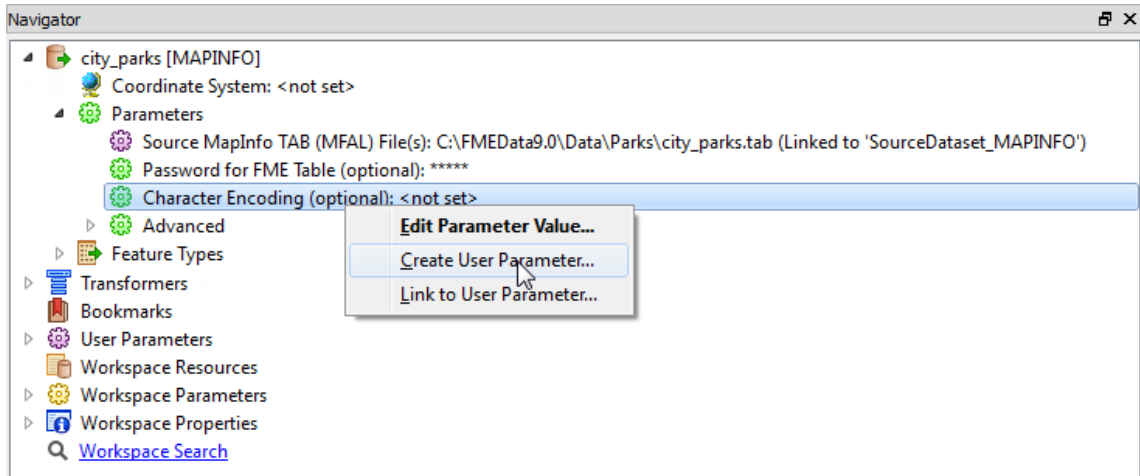 Navigator
city_parks [MAPINFO]
Coordinate System: <not set>
Parameters
Source MapInfo TAB (MFAL) File(s): C:\FMEData9.0\Data\Parks\city_parks.tab (Linked to 'SourceDataset_MAPINFO')
Password for FME Table (optional): *****
Character Encoding (optional): <not set>
Advanced
Edit Parameter Value...
Feature Types
Create User Parameter...
Transformers
Link to User Parameter...
Bookmarks
User Parameters
Workspace Resources
Workspace Parameters
Workspace Properties
Workspace Search